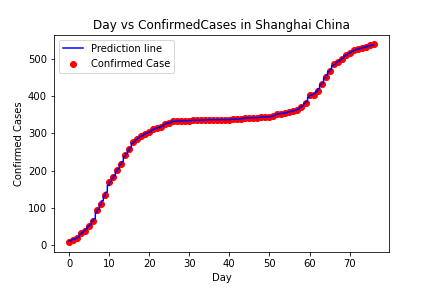 Day vs ConfirmedCases in Shanghai China
Prediction line
Confirmed Case
Confirmed Cases
500
400
300
200
100
0
0 10 20 30 40 50 60 70
Day